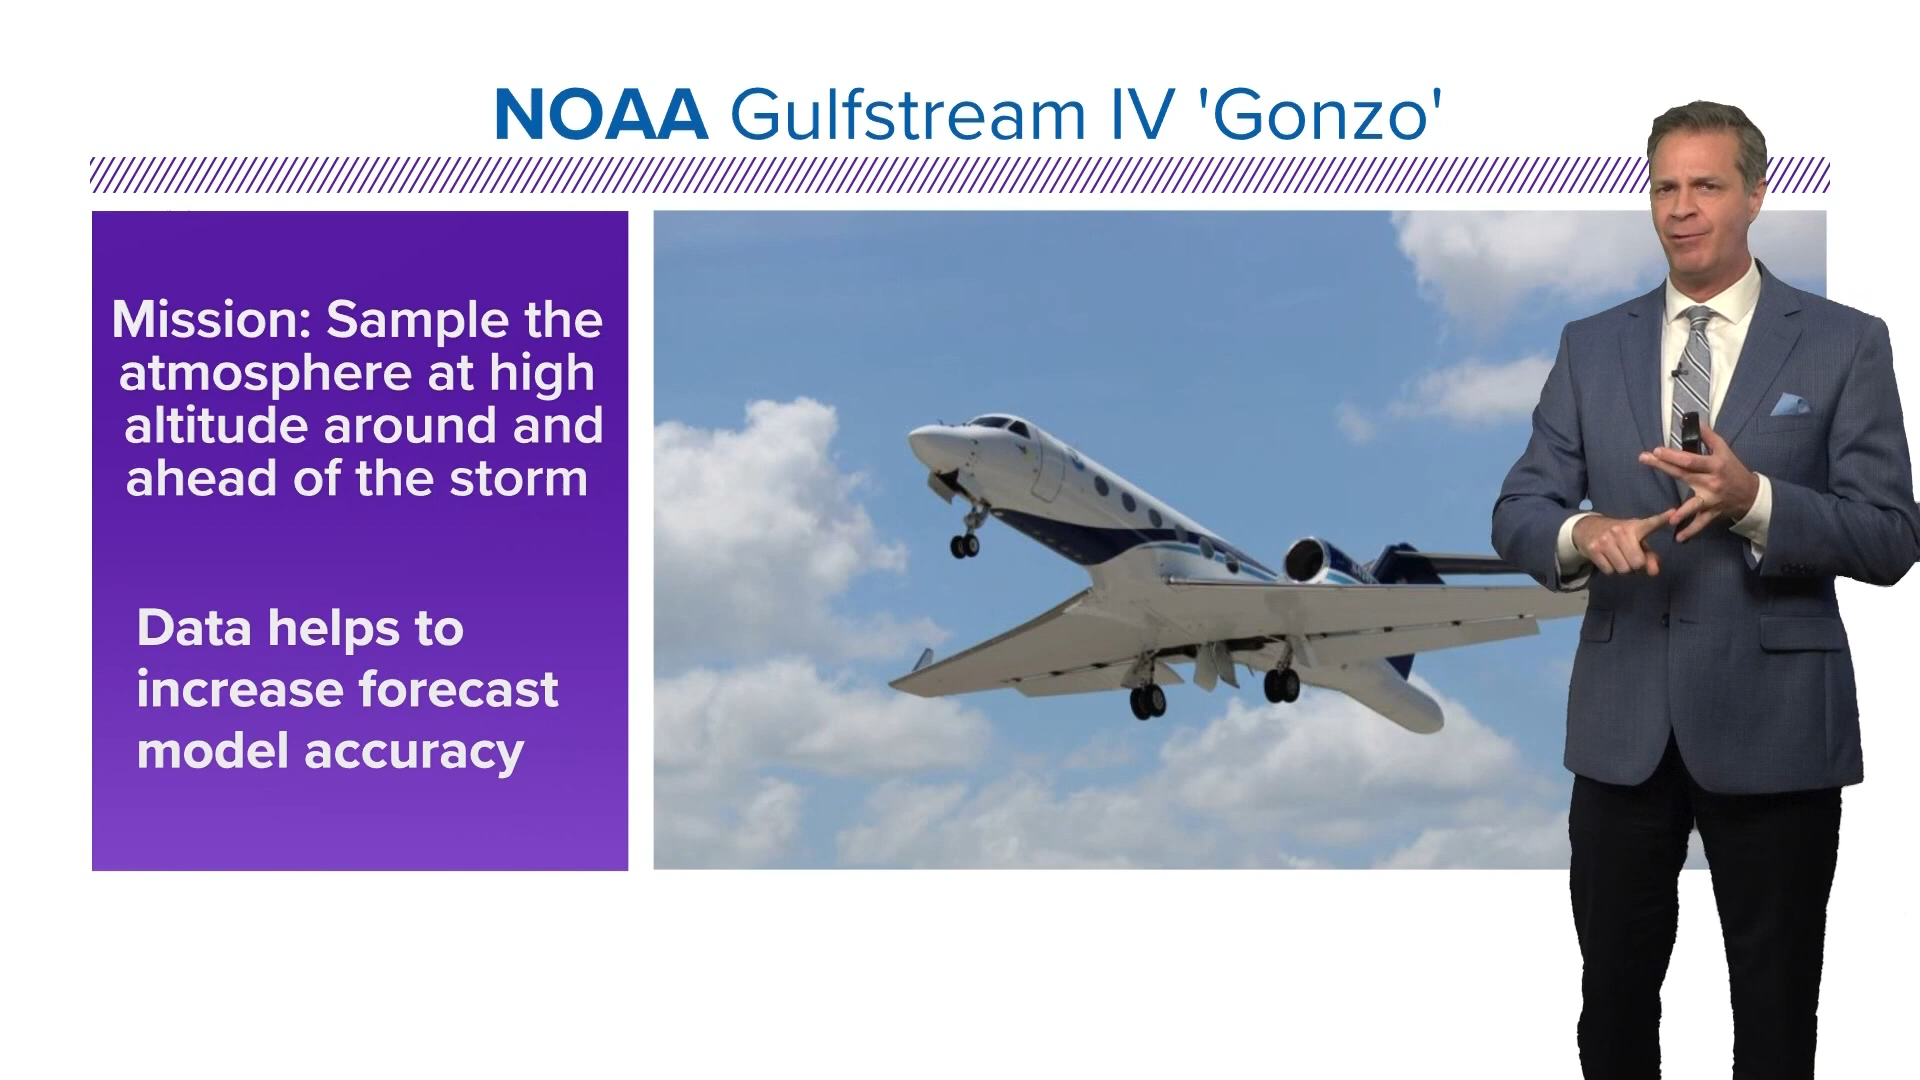 NOAA Gulfstream IV 'Gonzo'
Mission: Sample the
atmosphere at high
altitude around and
ahead of the storm
Data helps to
increase forecast
model accuracy